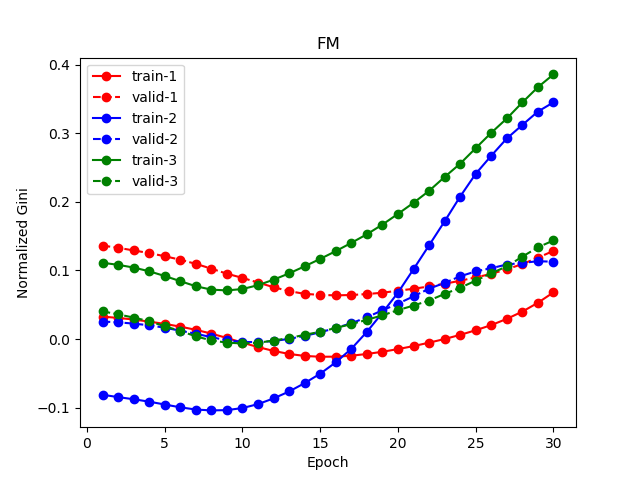 FM
train-1
valid-1
train-2
valid-2
train-3
valid-3
Normalized Gini
0.4
0.3
0.2
0.1
0.0
−0.1
0
5
10
15
20
25
30
Epoch